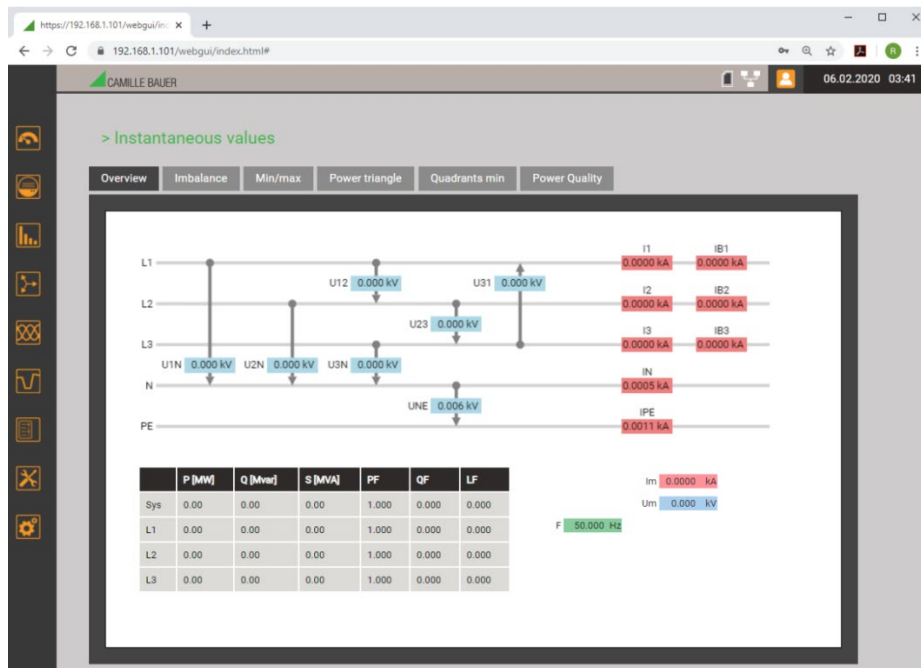 https://192.168.1.101/webgui/in
192.168.1.101/webgui/index.html#
R
CAMILLE BAUER
06.02.2020 03:41
> Instantaneous values
Overview Imbalance Min/max Power triangle Quadrants min Power Quality
I1 IB1
L1 0.0000 kA 0.0000 kA
U12 0.000 kV U31 0.000 kV
I2 IB2
L2 0.0000 kA 0.0000 kA
U23 0.000 kV
I3 IB3
L3 0.0000 kA 0.0000 kA
U1N 0.000 kV U2N 0.000 kV U3N 0.000 kV
IN
N 0.0005 kA
UNE 0.006 kV
IPE
PE 0.0011 kA
P [MW] Q [Mvar] S [MVA] PF QF LF
Sys 0.00 0.00 0.00 1.000 0.000 0.000
L1 0.00 0.00 0.00 1.000 0.000 0.000
L2 0.00 0.00 0.00 1.000 0.000 0.000
L3 0.00 0.00 0.00 1.000 0.000 0.000
Im 0.0000 kA
Um 0.000 kV
F 50.000 Hz